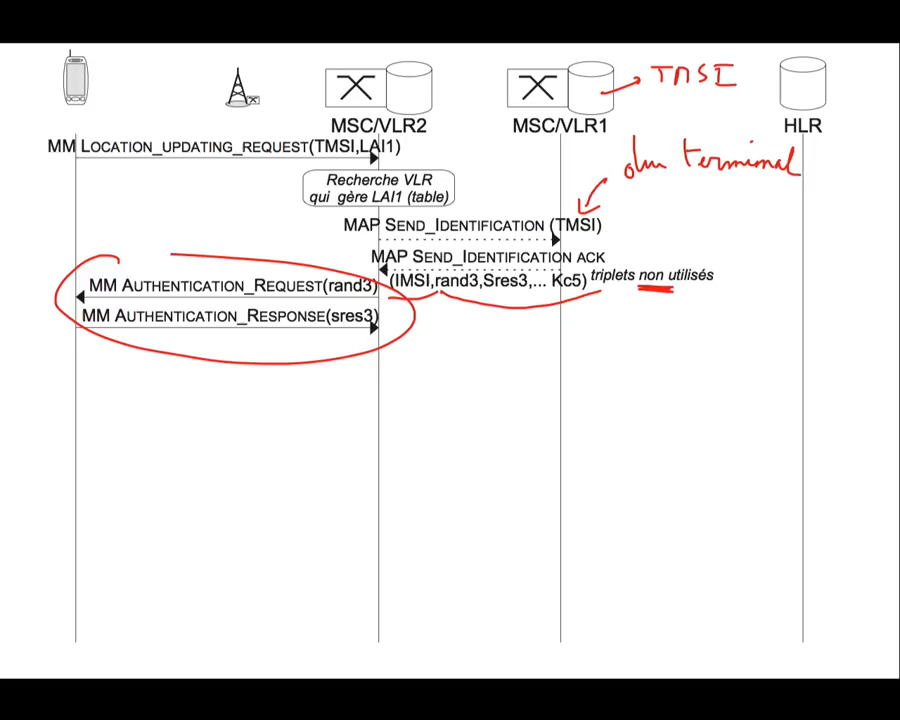 TMSI
MSC/VLR2
MSC/VLR1
HLR
MM LOCATION_UPDATING_REQUEST(TMSI,LAI1)
du terminal
Recherche VLR
qui gère LAI1 (table)
MAP SEND_IDENTIFICATION (TMSI)
MAP SEND_IDENTIFICATION ACK
(IMSI,rand3,Sres3,... Kc5) triplets non utilisés
MM AUTHENTICATION_REQUEST(rand3)
MM AUTHENTICATION_RESPONSE(sres3)